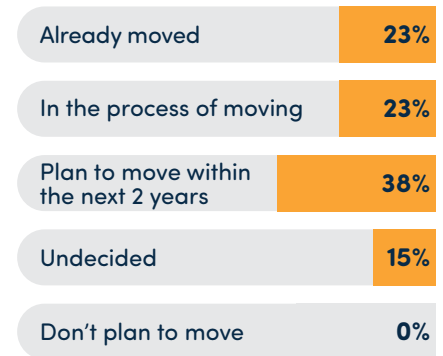 Already moved 23%
In the process of moving 23%
Plan to move within
the next 2 years 38%
Undecided 15%
Don’t plan to move 0%